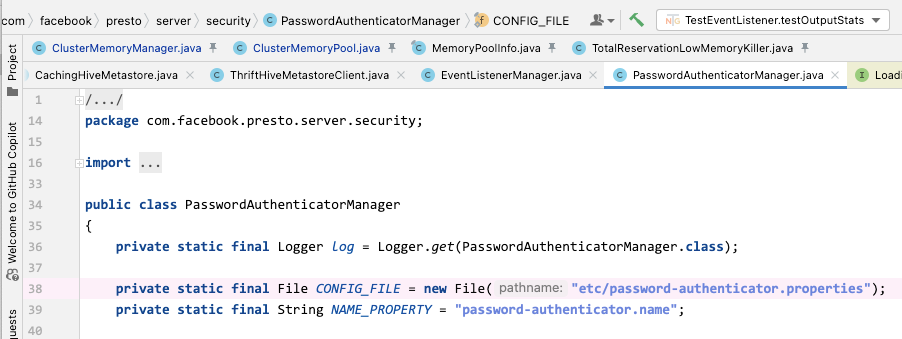 com facebook presto server security PasswordAuthenticatorManager CONFIG_FILE TestEventListener.testOutputStats
ClusterMemoryManager.java ClusterMemoryPool.java MemoryPoolInfo.java TotalReservationLowMemoryKiller.java
CachingHiveMetastore.java ThriftHiveMetastoreClient.java EventListenerManager.java PasswordAuthenticatorManager.java Loadi
Project
Welcome to GitHub Copilot
quests
1 /.../
14 package com.facebook.presto.server.security;
15
16 import ...
33
34 public class PasswordAuthenticatorManager
35 {
36 private static final Logger log = Logger.get(PasswordAuthenticatorManager.class);
37
38 private static final File CONFIG_FILE = new File( pathname: "etc/password-authenticator.properties");
39 private static final String NAME_PROPERTY = "password-authenticator.name";
40